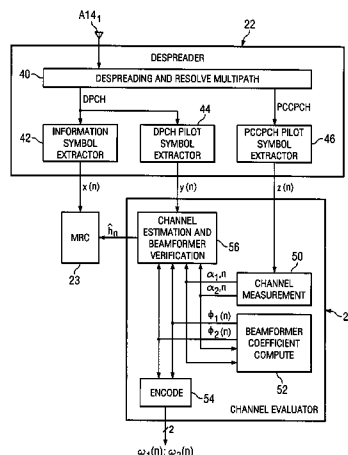 A14₁
22
DESPREADER
40
DESPREADING AND RESOLVE MULTIPATH
DPCH
PCCPCH
42
INFORMATION
SYMBOL
EXTRACTOR
44
DPCH PILOT
SYMBOL
EXTRACTOR
PCCPCH PILOT
SYMBOL
EXTRACTOR
46
x(n)
y(n)
z(n)
MRC
23
ĥn
CHANNEL
ESTIMATION AND
BEAMFORMER
VERIFICATION
56
α1,n
α2,n
50
CHANNEL
MEASUREMENT
ϕ1(n)
ϕ2(n)
BEAMFORMER
COEFFICIENT
COMPUTE
52
2
ENCODE
54
CHANNEL EVALUATOR
2
ω1(n); ω2(n)